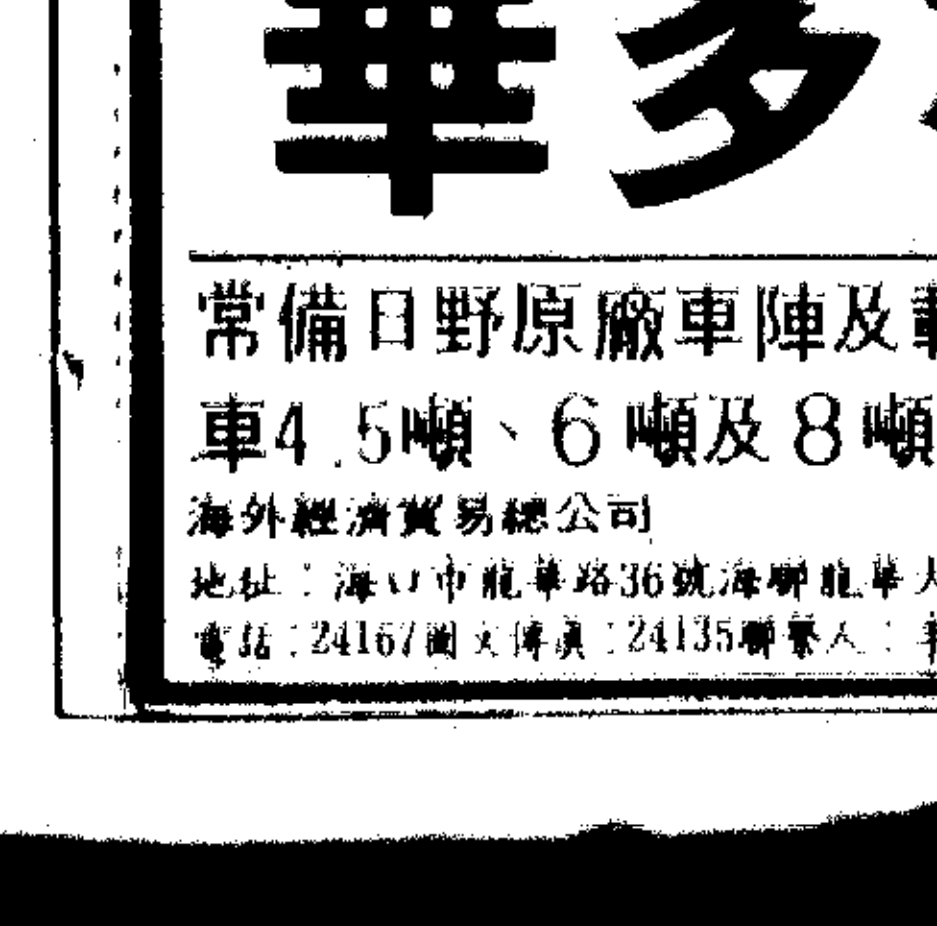 華多
常備日野原廠車陣及
車4.5噸、6噸及8噸
海外經濟貿易總公司
地址：海口市龍華路36號海聯龍華大
電話：24167圖文傳真：24135聯繫人：